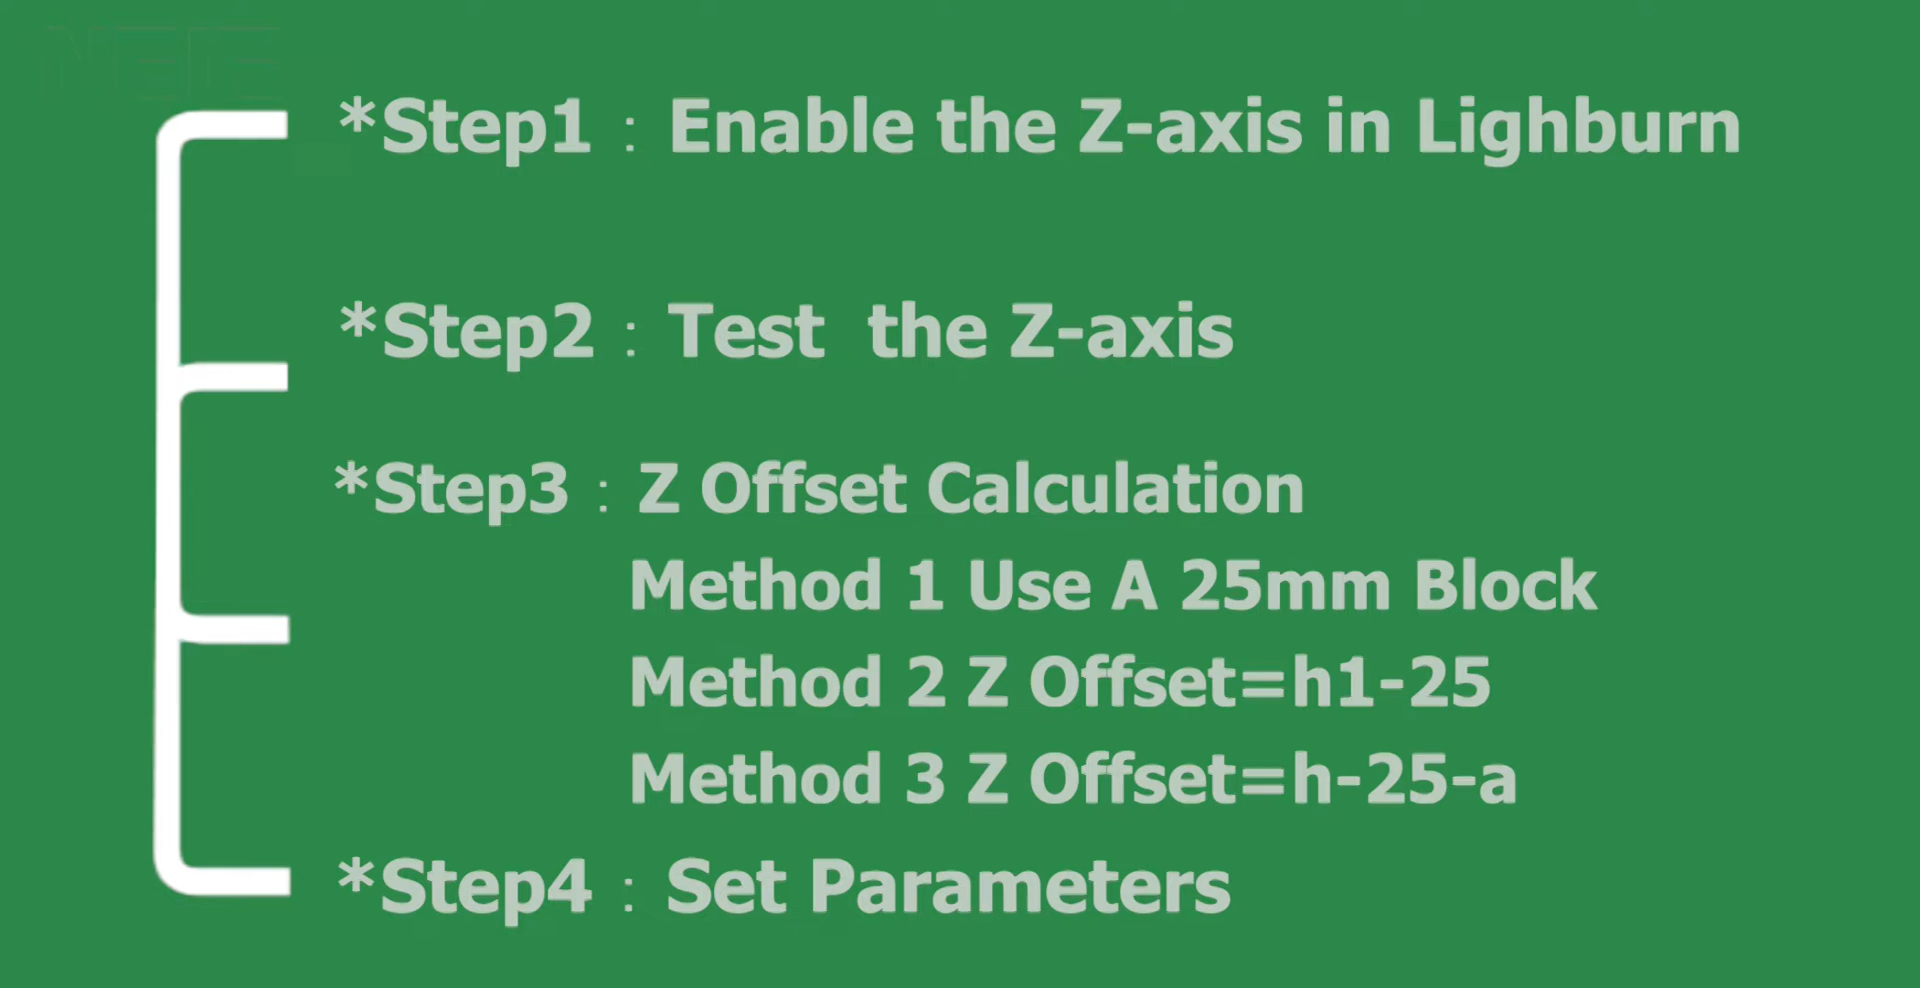 *Step1：Enable the Z-axis in Lighburn
*Step2：Test the Z-axis
*Step3：Z Offset Calculation
Method 1 Use A 25mm Block
Method 2 Z Offset=h1-25
Method 3 Z Offset=h-25-a
*Step4：Set Parameters